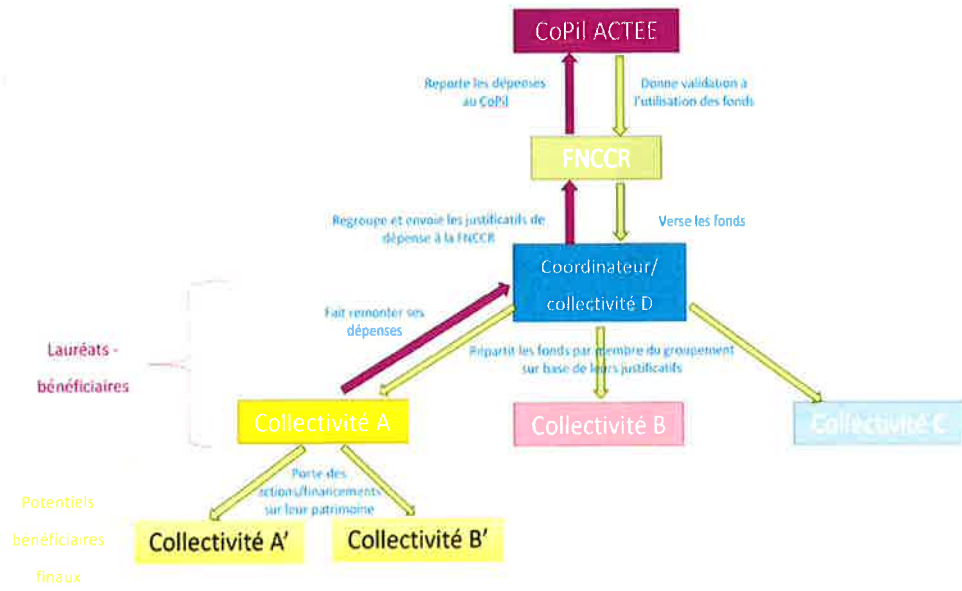 CoPil ACTEE
Reporte les dépenses
au CoPil
Donne validation à
l'utilisation des fonds
FNCCR
Regroupe et envoie les justificatifs de
dépense à la FNCCR
Verse les fonds
Coordinateur/
collectivité D
Fait remonter ses
dépenses
Lauréats -
bénéficiaires
Répartit les fonds par membre du groupement
sur base de leurs justificatifs
Collectivité A
Collectivité B
Collectivité C
Porte des
actions/financements
sur leur patrimoine
Potentiels
bénéficiaires
finaux
Collectivité A'
Collectivité B'